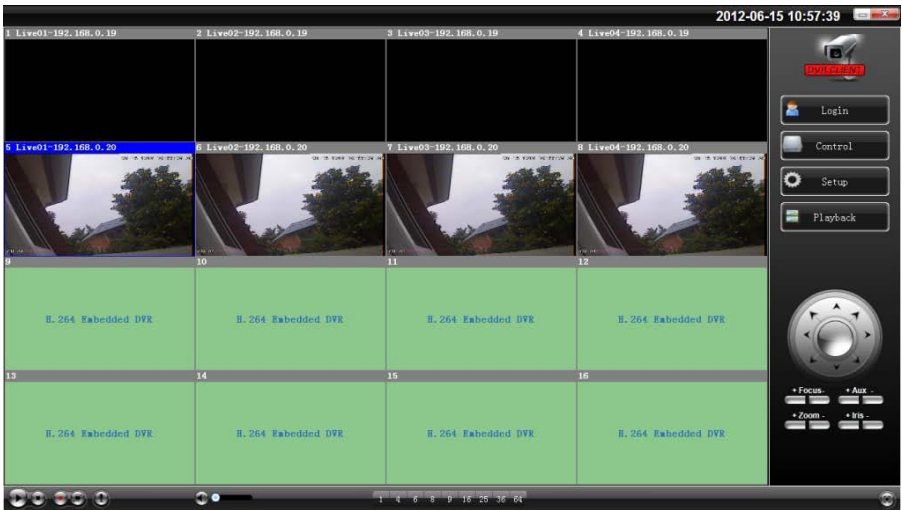 2012-06-15 10:57:39
1 Live01-192.168.0.19
2 Live02-192.168.0.19
3 Live03-192.168.0.19
4 Live04-192.168.0.19
DVR CLIENT
Login
Control
Setup
Playback
5 Live01-192.168.0.20
6 Live02-192.168.0.20
7 Live03-192.168.0.20
8 Live04-192.168.0.20
9
10
11
12
H.264 Embedded DVR
H.264 Embedded DVR
H.264 Embedded DVR
H.264 Embedded DVR
13
14
15
16
H.264 Embedded DVR
H.264 Embedded DVR
H.264 Embedded DVR
H.264 Embedded DVR
+ Focus-
+ Aux -
+ Zoom -
+ Iris -
1 4 6 8 9 16 25 36 64